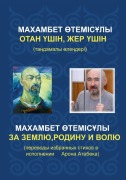 МАХАМБЕТ ӨТЕМІСҰЛЫ
ОТАН ҮШІН, ЖЕР ҮШІН
(таңдамалы өлеңдері)
МАХАМБЕТ ӨТЕМІСҰЛЫ
ЗА ЗЕМЛЮ,РОДИНУ И ВОЛЮ
(переводы избранных стихов в
исполнении Арона Атабека)